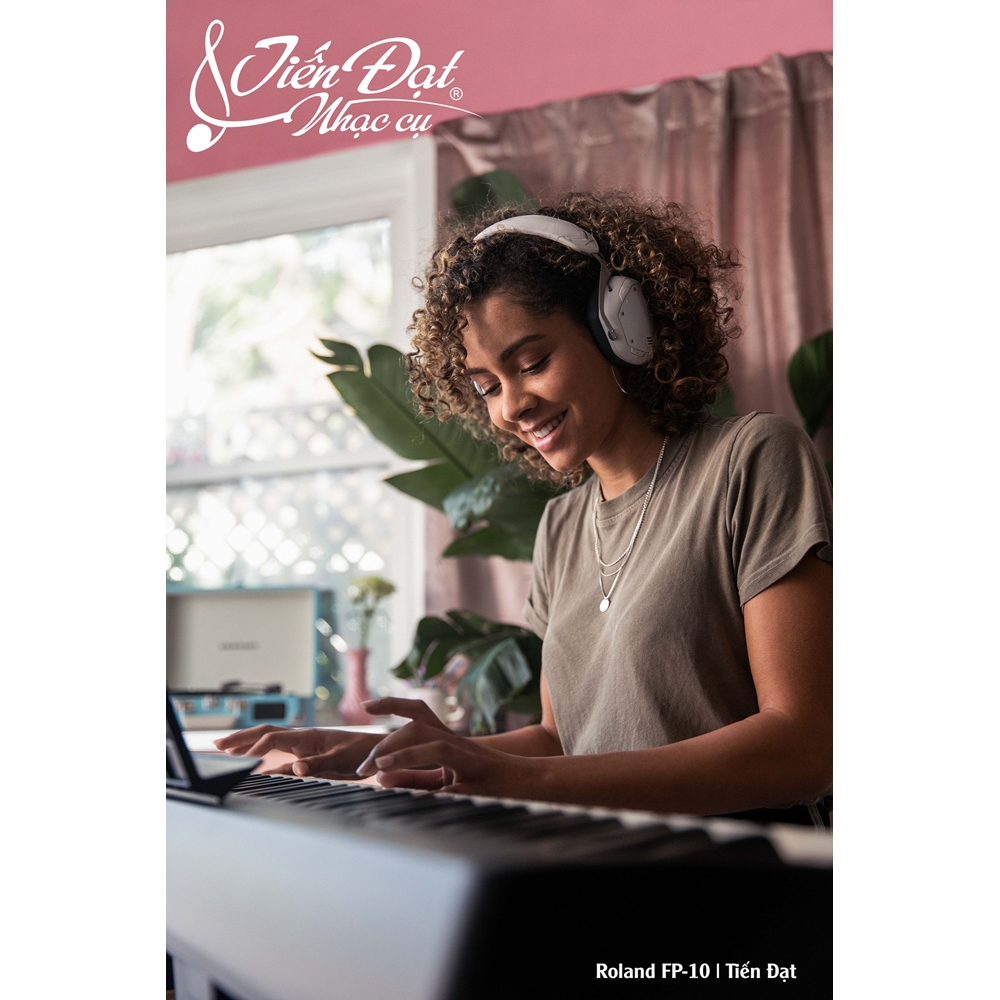 Tiến Đạt ®
Nhạc cụ
Roland FP-10 | Tiến Đạt